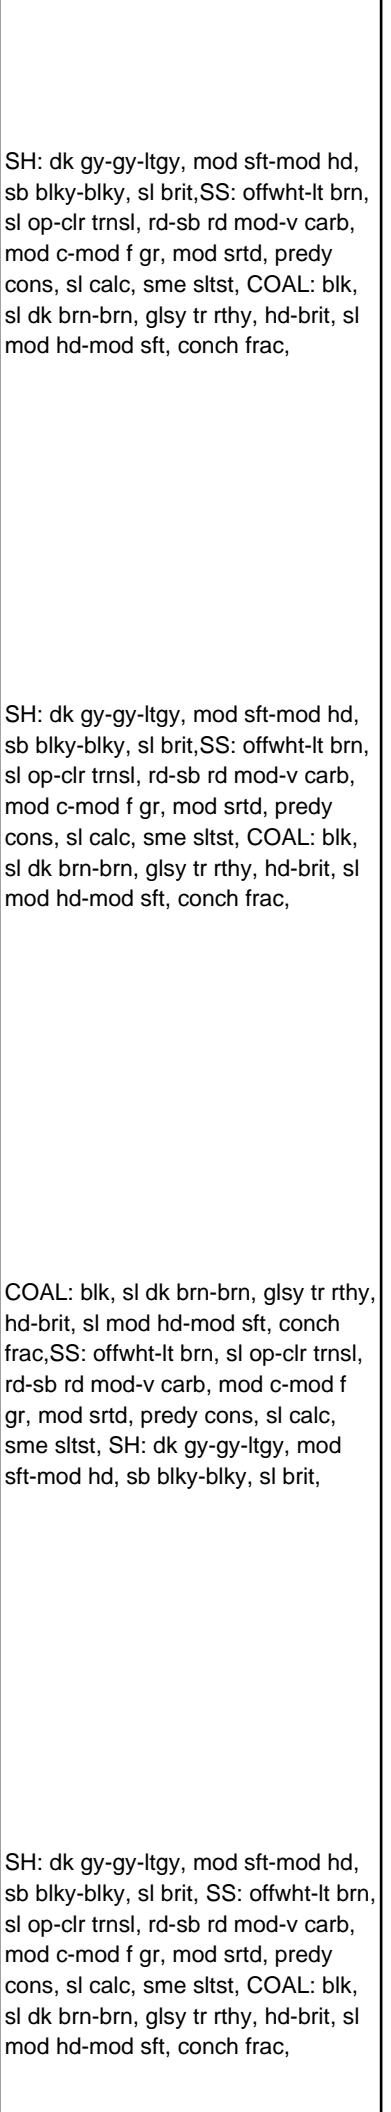 SH: dk gy-gy-ltgy, mod sft-mod hd,
sb blky-blky, sl brit,SS: offwht-lt brn,
sl op-clr trnsl, rd-sb rd mod-v carb,
mod c-mod f gr, mod srtd, predy
cons, sl calc, sme sltst, COAL: blk,
sl dk brn-brn, glsy tr rthy, hd-brit, sl
mod hd-mod sft, conch frac,
SH: dk gy-gy-ltgy, mod sft-mod hd,
sb blky-blky, sl brit,SS: offwht-lt brn,
sl op-clr trnsl, rd-sb rd mod-v carb,
mod c-mod f gr, mod srtd, predy
cons, sl calc, sme sltst, COAL: blk,
sl dk brn-brn, glsy tr rthy, hd-brit, sl
mod hd-mod sft, conch frac,
COAL: blk, sl dk brn-brn, glsy tr rthy,
hd-brit, sl mod hd-mod sft, conch
frac,SS: offwht-lt brn, sl op-clr trnsl,
rd-sb rd mod-v carb, mod c-mod f
gr, mod srtd, predy cons, sl calc,
sme sltst, SH: dk gy-gy-ltgy, mod
sft-mod hd, sb blky-blky, sl brit,
SH: dk gy-gy-ltgy, mod sft-mod hd,
sb blky-blky, sl brit, SS: offwht-lt brn,
sl op-clr trnsl, rd-sb rd mod-v carb,
mod c-mod f gr, mod srtd, predy
cons, sl calc, sme sltst, COAL: blk,
sl dk brn-brn, glsy tr rthy, hd-brit, sl
mod hd-mod sft, conch frac,